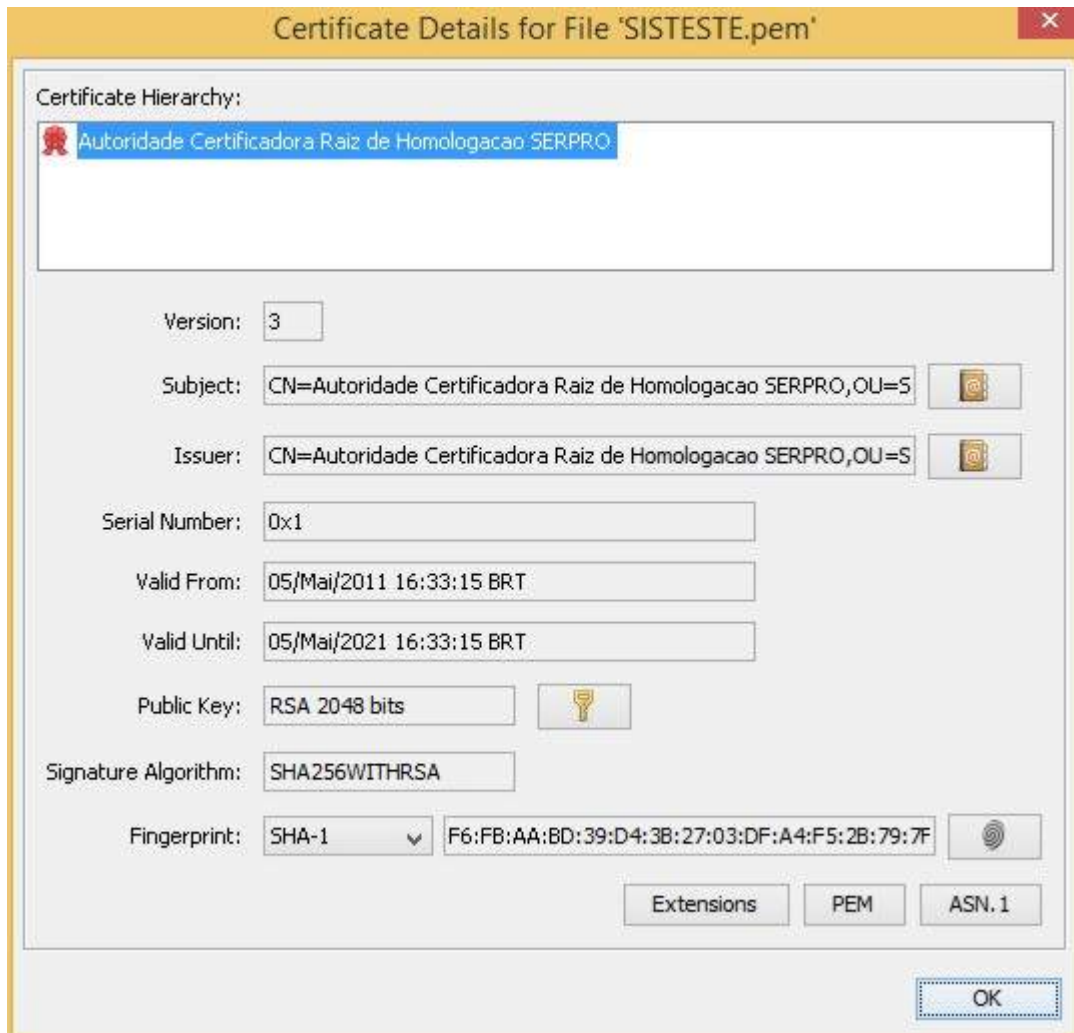 Certificate Details for File 'SISTESTE.pem'
Certificate Hierarchy:
Autoridade Certificadora Raiz de Homologacao SERPRO
Version: 3
Subject: CN=Autoridade Certificadora Raiz de Homologacao SERPRO,OU=S
Issuer: CN=Autoridade Certificadora Raiz de Homologacao SERPRO,OU=S
Serial Number: 0x1
Valid From: 05/Mai/2011 16:33:15 BRT
Valid Until: 05/Mai/2021 16:33:15 BRT
Public Key: RSA 2048 bits
Signature Algorithm: SHA256WITHRSA
Fingerprint: SHA-1 F6:FB:AA:BD:39:D4:3B:27:03:DF:A4:F5:2B:79:7F
Extensions PEM ASN.1
OK